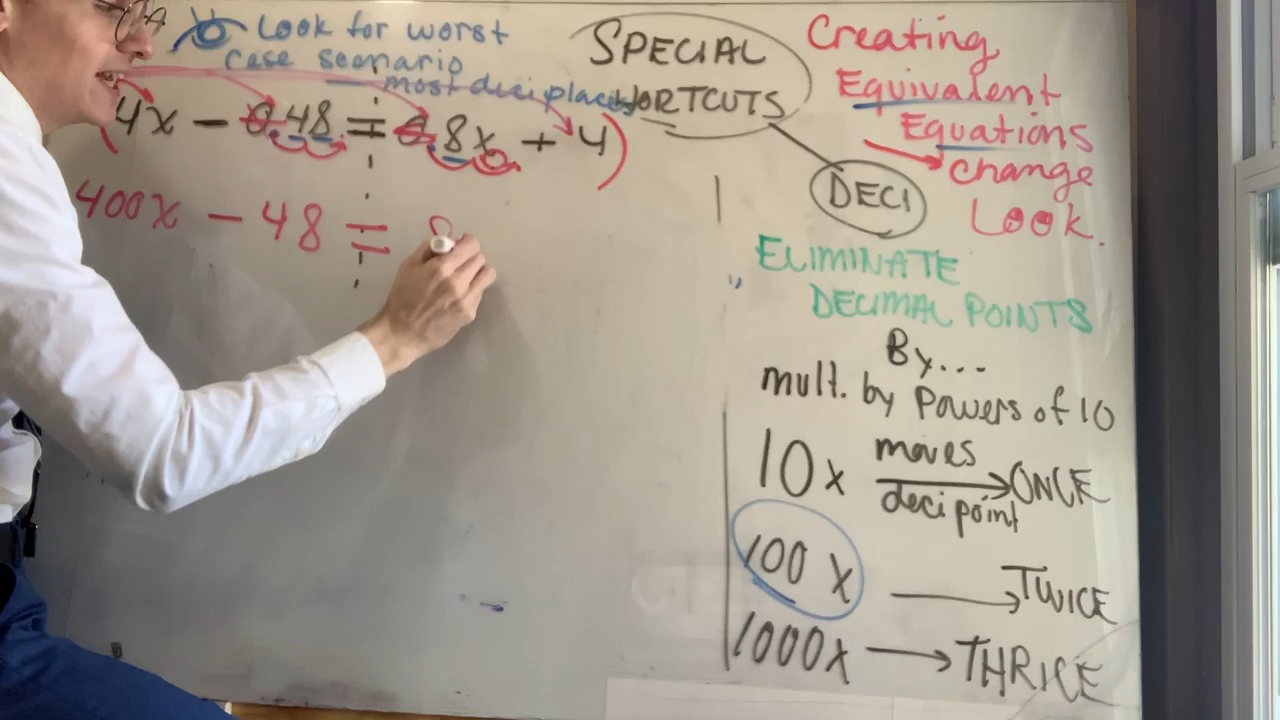 Look for worst
case scenario
— most deci places
4x - 0.48 = 0.8x + 4)
400x - 48 = 8
SPECIAL
SHORTCUTS
DECI
Creating
Equivalent
Equations
change
Look.
ELIMINATE
DECIMAL POINTS
By...
mult. by Powers of 10
10x moves deci point → ONCE
100 x → TWICE
1000x → THRICE